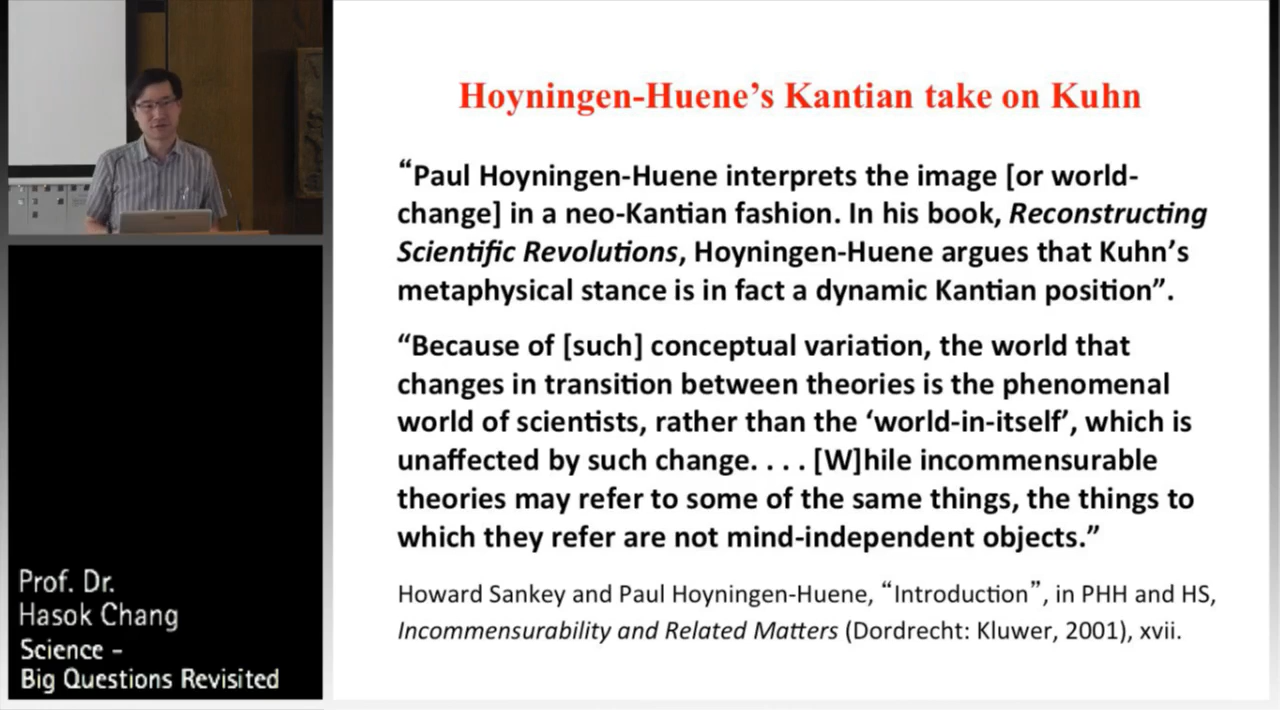 Hoyningen-Huene’s Kantian take on Kuhn
“Paul Hoyningen-Huene interprets the image [or world-
change] in a neo-Kantian fashion. In his book, Reconstructing
Scientific Revolutions, Hoyningen-Huene argues that Kuhn’s
metaphysical stance is in fact a dynamic Kantian position”.
“Because of [such] conceptual variation, the world that
changes in transition between theories is the phenomenal
world of scientists, rather than the ‘world-in-itself’, which is
unaffected by such change. . . . [W]hile incommensurable
theories may refer to some of the same things, the things to
which they refer are not mind-independent objects.”
Howard Sankey and Paul Hoyningen-Huene, “Introduction”, in PHH and HS,
Incommensurability and Related Matters (Dordrecht: Kluwer, 2001), xvii.
Prof. Dr.
Hasok Chang
Science -
Big Questions Revisited